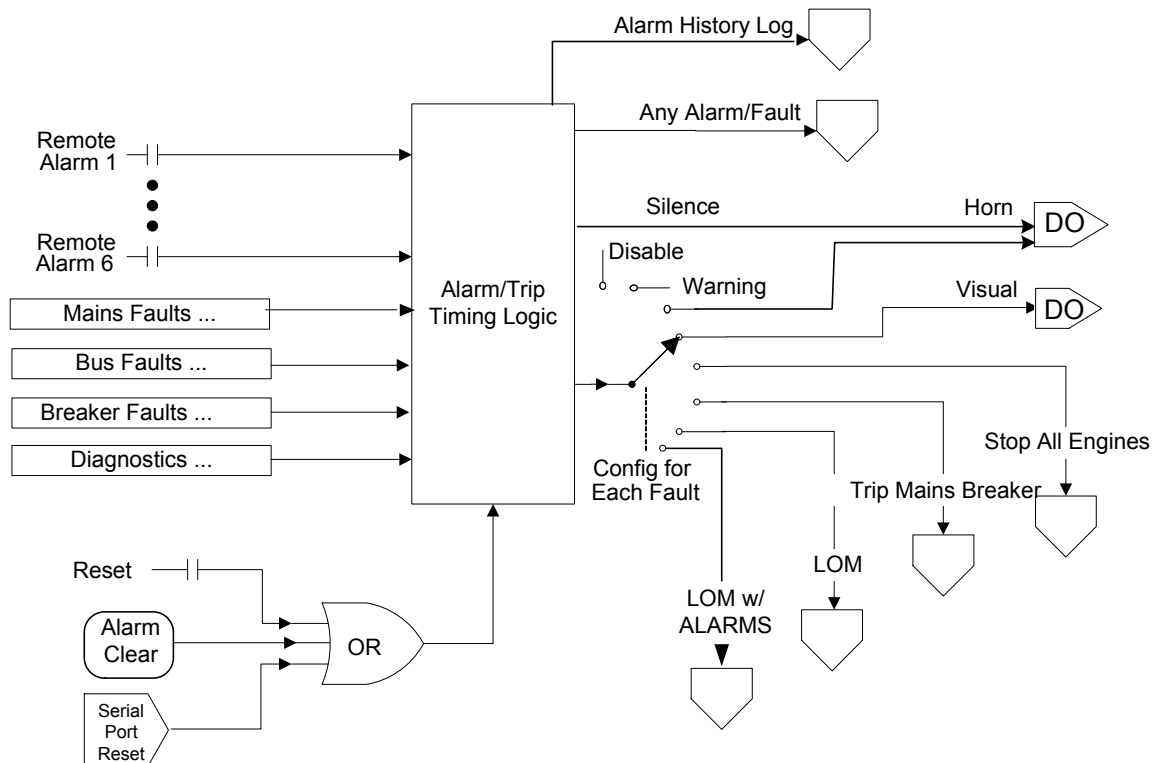 Alarm History Log
Any Alarm/Fault
Remote
Alarm 1
Silence
Horn
DO
Remote
Alarm 6
Disable
Warning
Visual
DO
Mains Faults ...
Alarm/Trip
Timing Logic
Bus Faults ...
Breaker Faults ...
Diagnostics ...
Stop All Engines
Config for
Each Fault
Trip Mains Breaker
LOM
Reset
LOM w/
ALARMS
Alarm
Clear
OR
Serial
Port
Reset